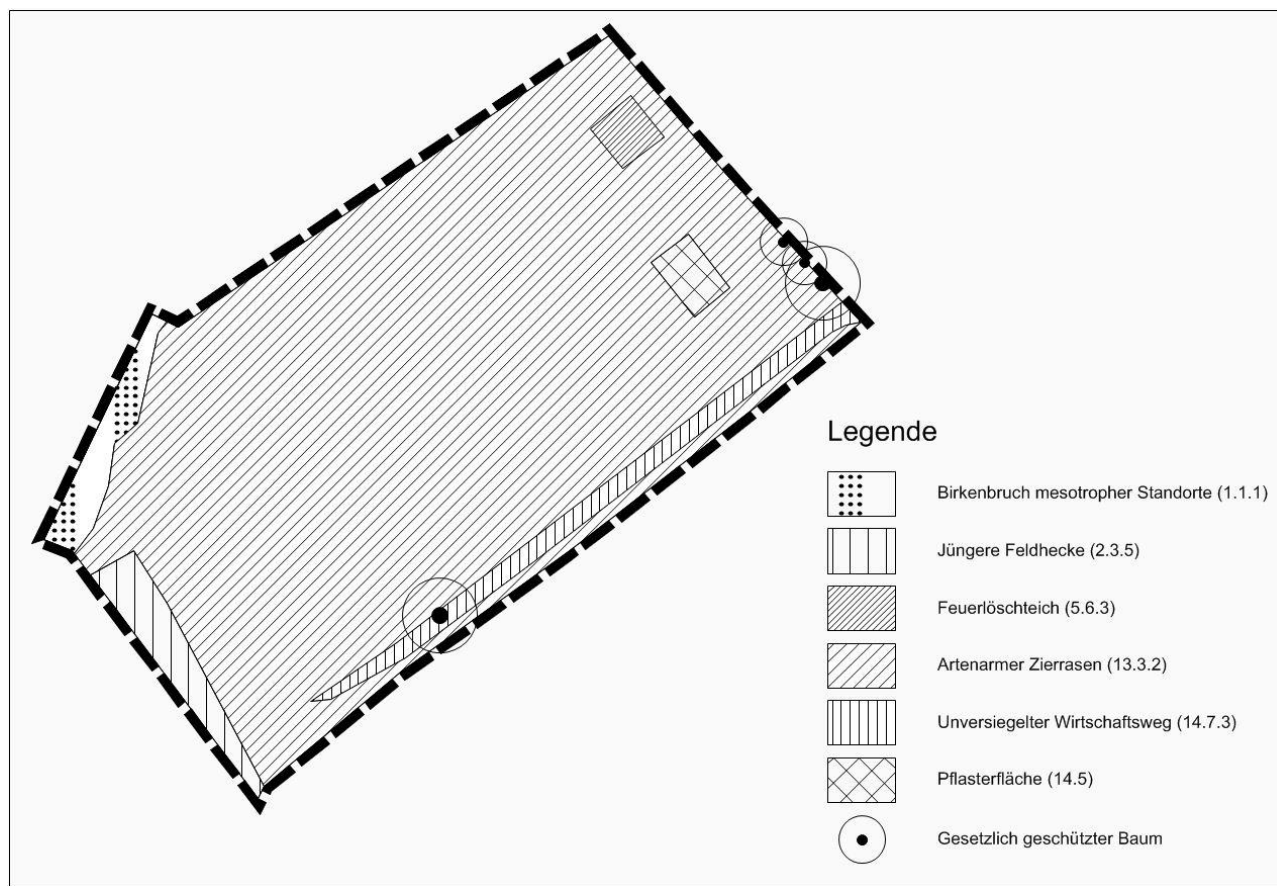 Legende
Birkenbruch mesotropher Standorte (1.1.1)
Jüngere Feldhecke (2.3.5)
Feuerlöschteich (5.6.3)
Artenarmer Zierrasen (13.3.2)
Unversiegelter Wirtschaftsweg (14.7.3)
Pflasterfläche (14.5)
Gesetzlich geschützter Baum